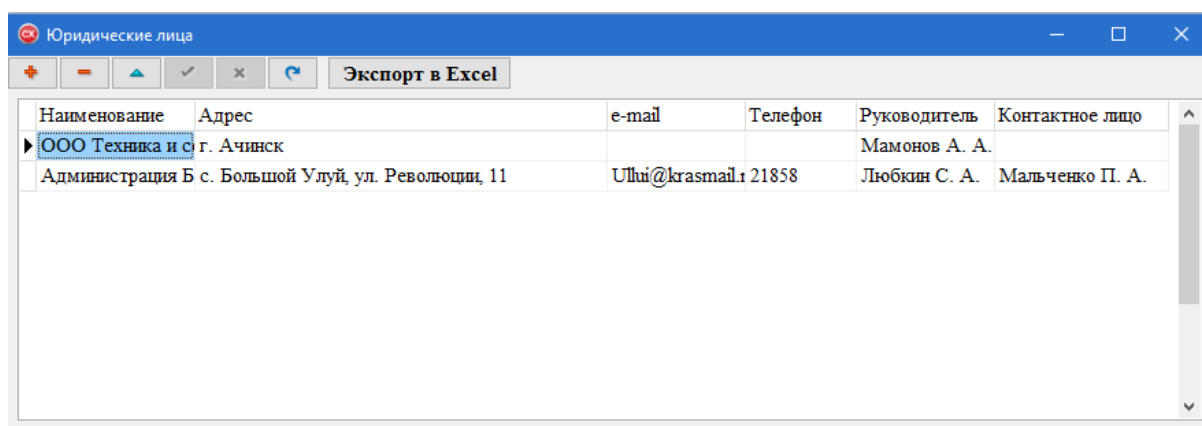 Юридические лица
Экспорт в Excel
Наименование Адрес e-mail Телефон Руководитель Контактное лицо
ООО Техника и с г. Ачинск Мамонов А. А.
Администрация Б с. Большой Улуй, ул. Революции, 11 Ullui@krasmail.r 21858 Любкин С. А. Мальченко П. А.